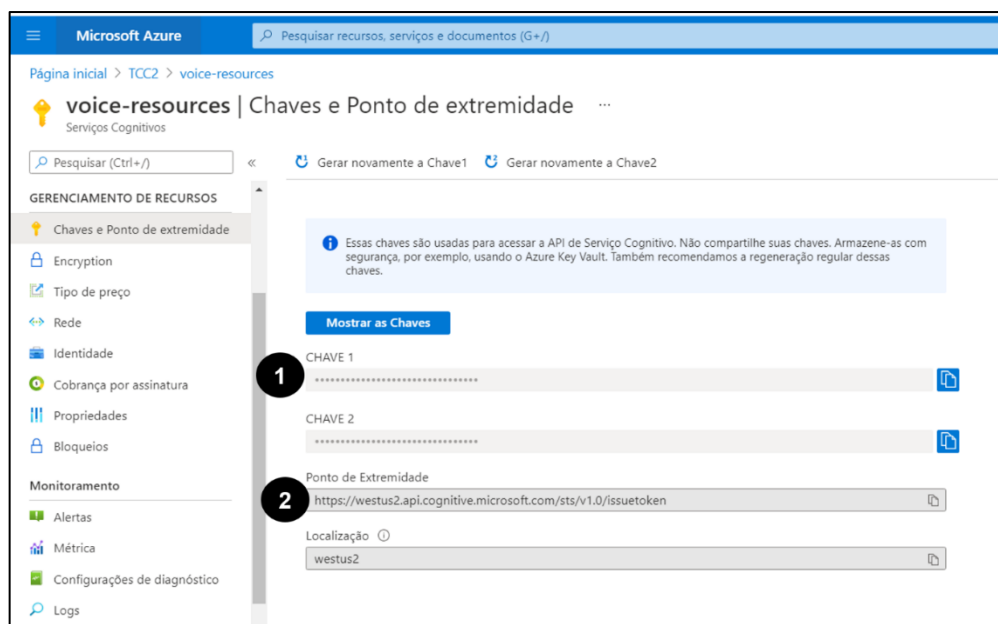 Microsoft Azure
Pesquisar recursos, serviços e documentos (G+/)
Página inicial > TCC2 > voice-resources
voice-resources | Chaves e Ponto de extremidade ...
Serviços Cognitivos
Pesquisar (Ctrl+/)
«
Gerar novamente a Chave1
Gerar novamente a Chave2
GERENCIAMENTO DE RECURSOS
Chaves e Ponto de extremidade
Encryption
Tipo de preço
Rede
Identidade
Cobrança por assinatura
Propriedades
Bloqueios
Monitoramento
Alertas
Métrica
Configurações de diagnóstico
Logs
Essas chaves são usadas para acessar a API de Serviço Cognitivo. Não compartilhe suas chaves. Armazene-as com
segurança, por exemplo, usando o Azure Key Vault. Também recomendamos a regeneração regular dessas
chaves.
Mostrar as Chaves
CHAVE 1
1
CHAVE 2
Ponto de Extremidade
2
https://westus2.api.cognitive.microsoft.com/sts/v1.0/issuetoken
Localização
westus2